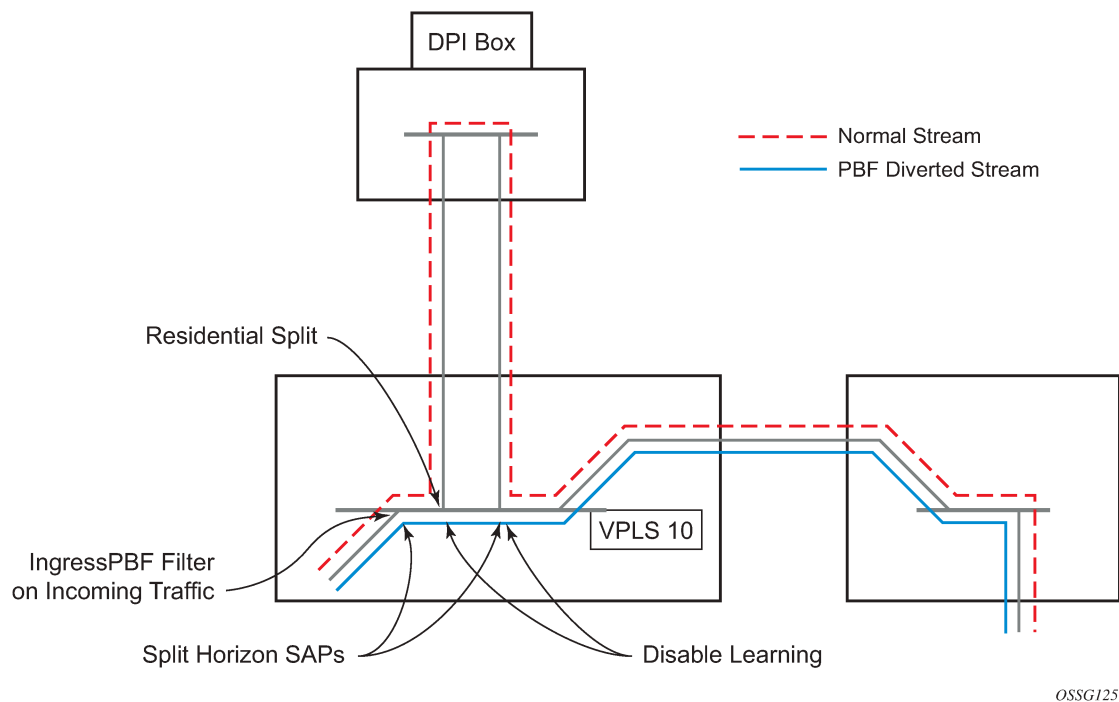 DPI Box
Normal Stream
PBF Diverted Stream
Residential Split
VPLS 10
IngressPBF Filter
on Incoming Traffic
Split Horizon SAPs
Disable Learning
OSSG125